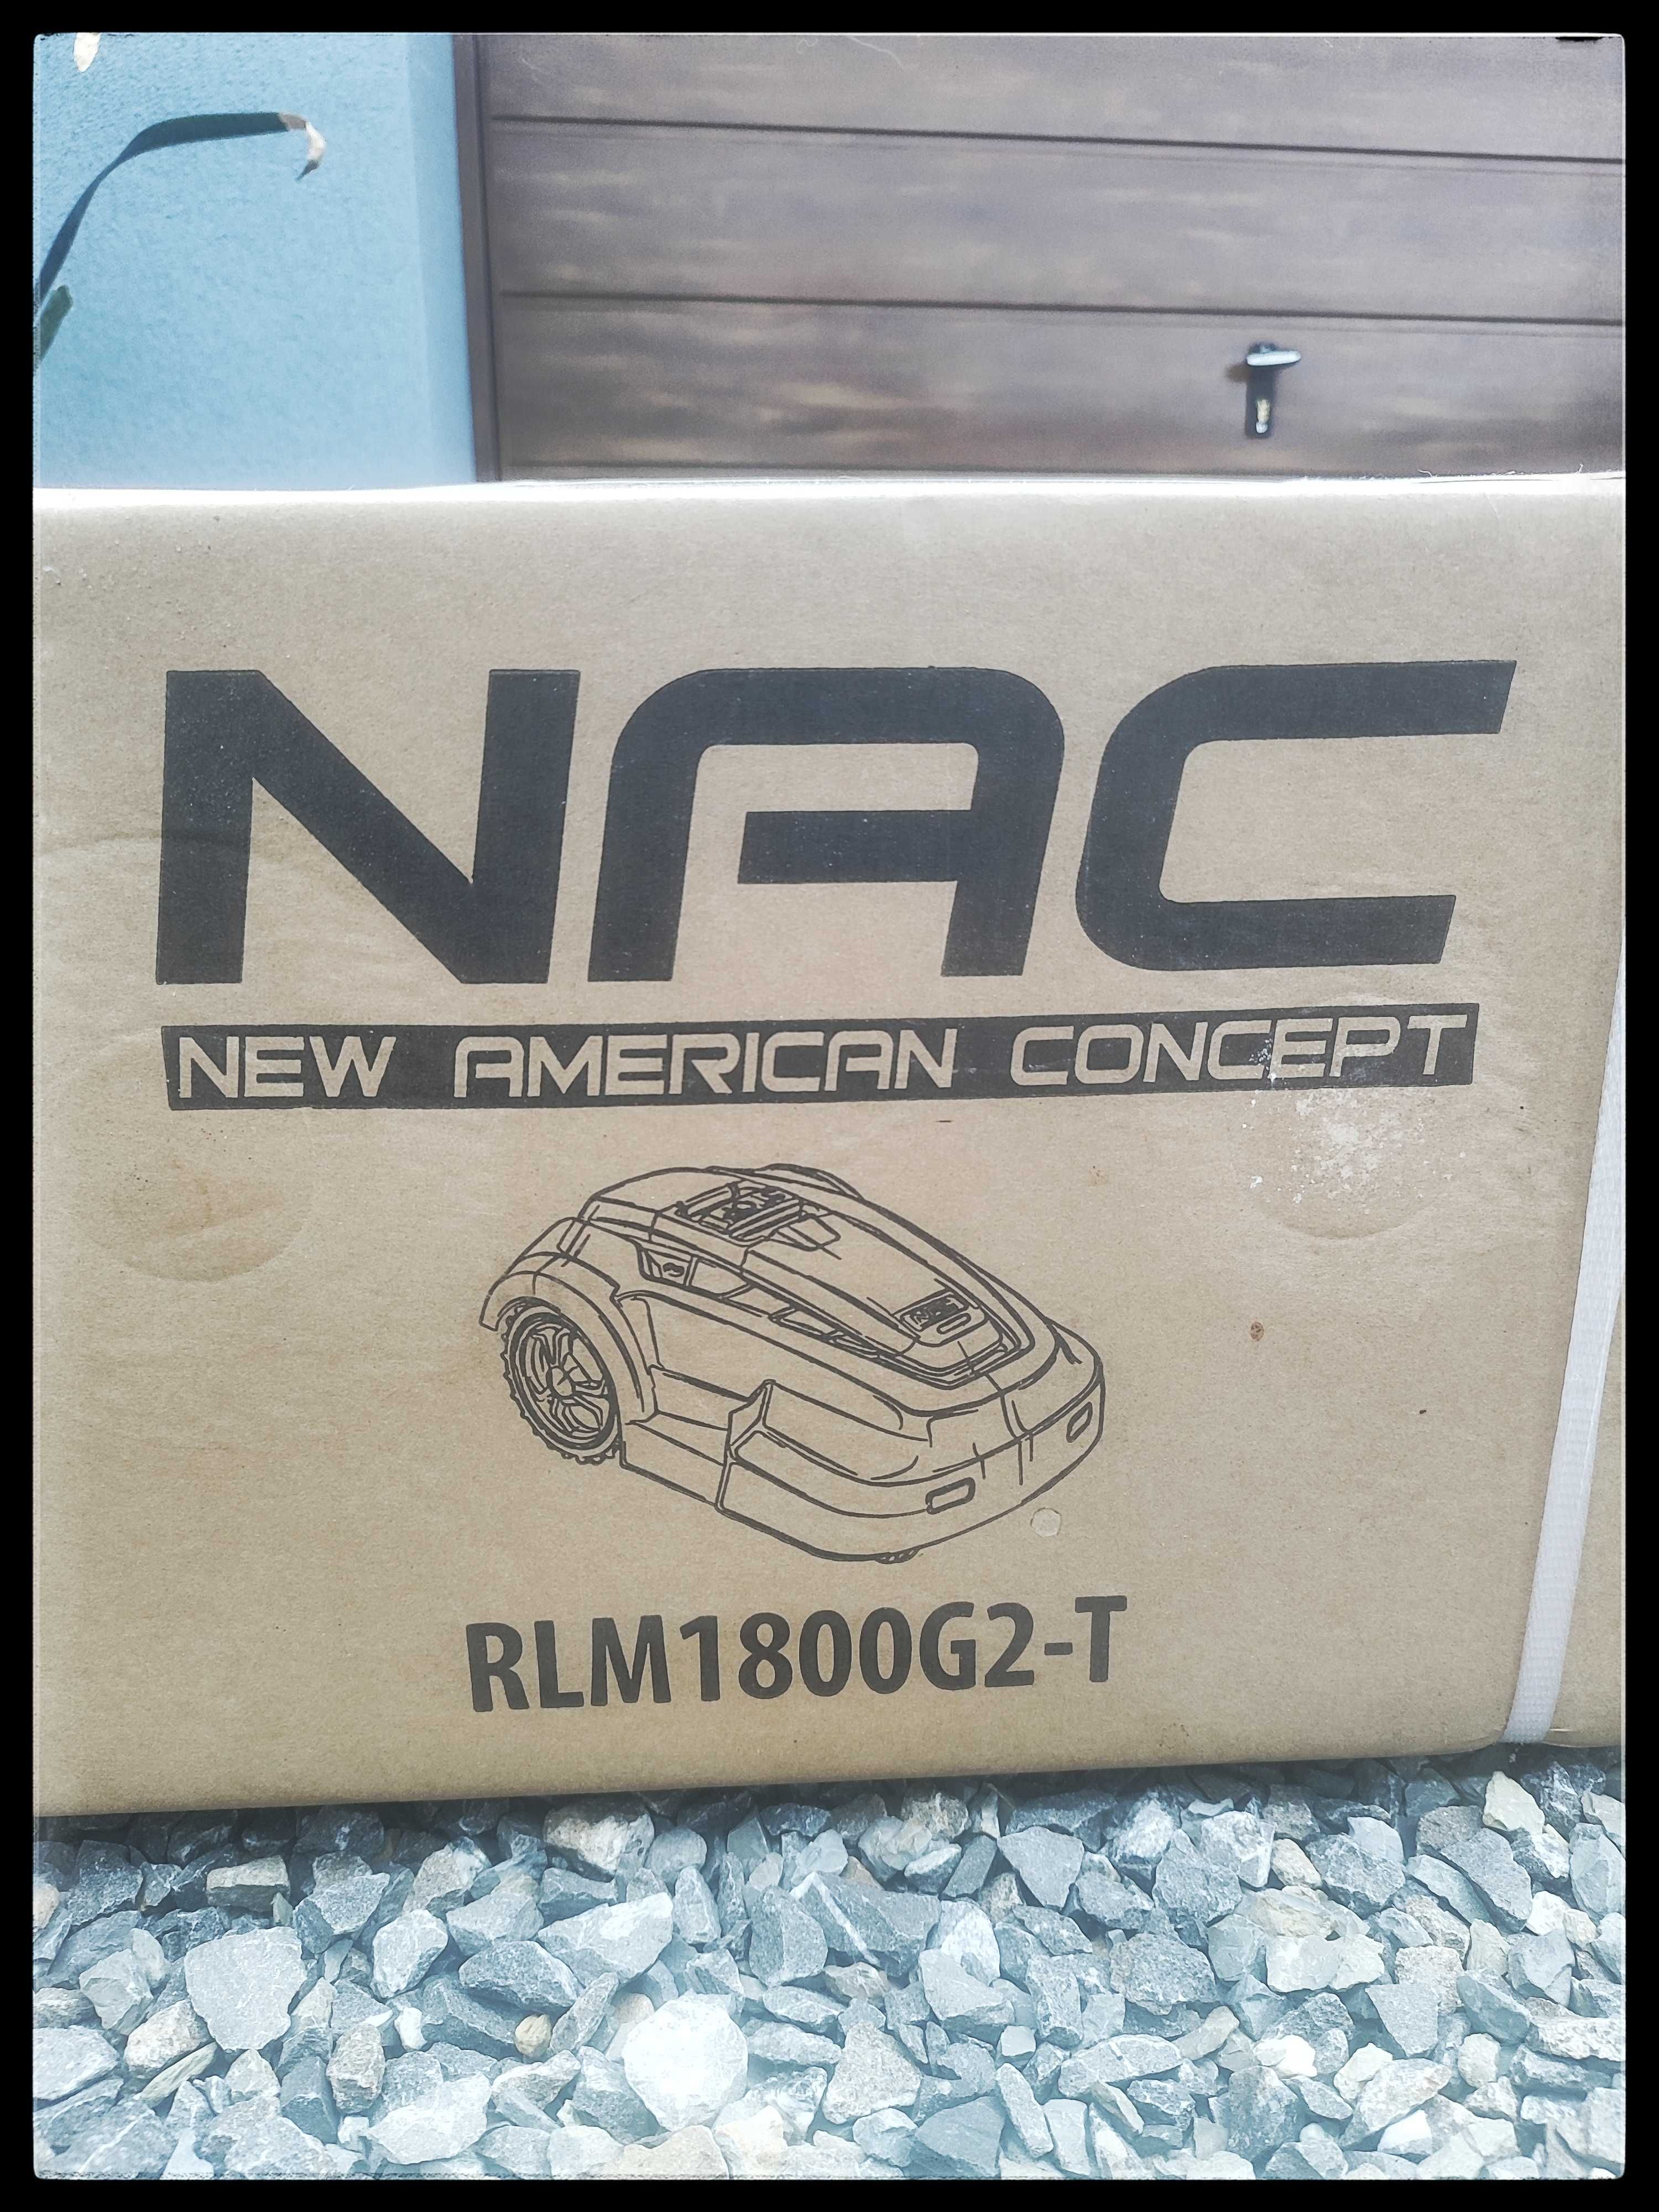 NAC
NEW AMERICAN CONCEPT
RLM1800G2-T